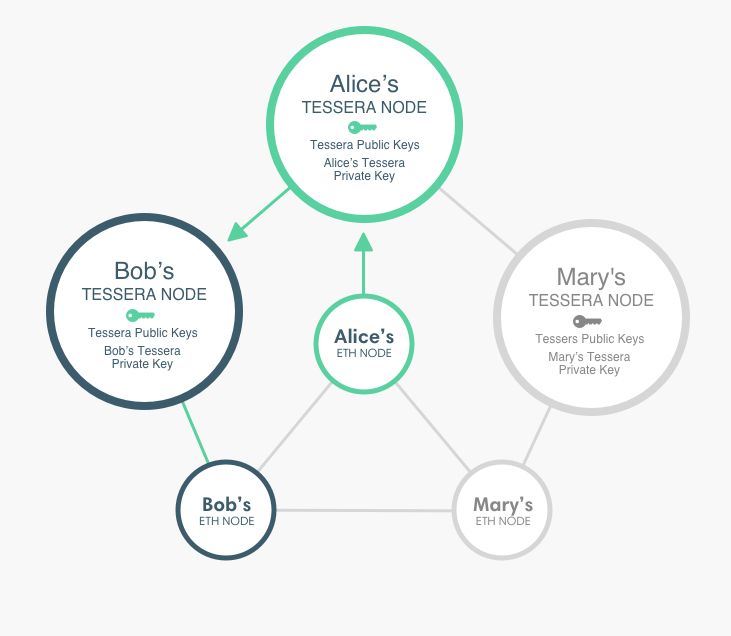 Alice’s
TESSERA NODE
Tessera Public Keys
Alice’s Tessera
Private Key
Bob’s
TESSERA NODE
Tessera Public Keys
Bob’s Tessera
Private Key
Mary's
TESSERA NODE
Tessers Public Keys
Mary’s Tessera
Private Key
Alice’s
ETH NODE
Bob’s
ETH NODE
Mary’s
ETH NODE